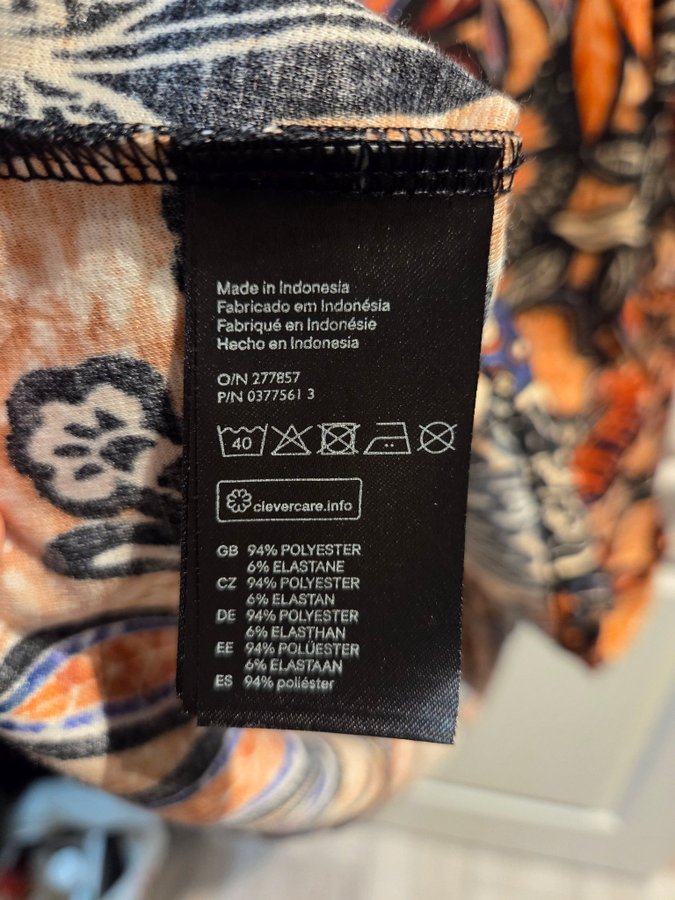 Made in Indonesia
Fabricado em Indonésia
Fabriqué en Indonésie
Hecho en Indonesia
O/N 277857
P/N 0377561 3
40
clevercare.info
GB 94% POLYESTER
6% ELASTANE
CZ 94% POLYESTER
6% ELASTAN
DE 94% POLYESTER
6% ELASTHAN
EE 94% POLÜESTER
6% ELASTAAN
ES 94% poliéster